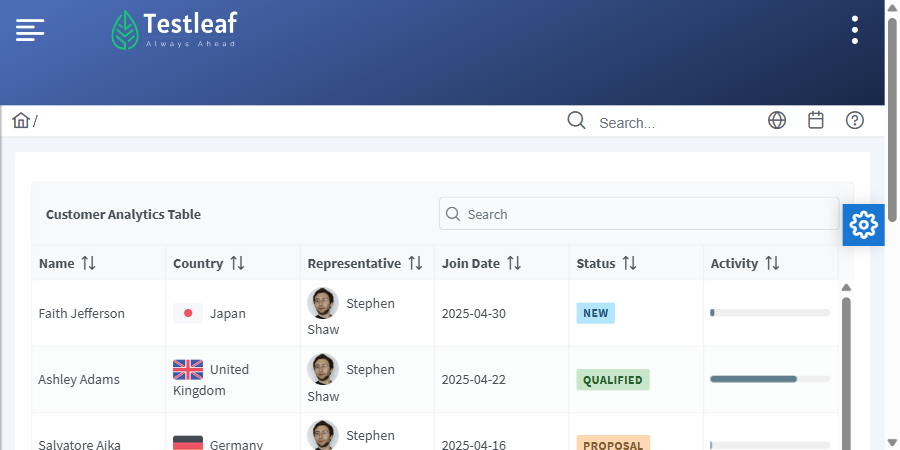 Testleaf
Always Ahead
/
Search...
Customer Analytics Table
Search
Name Country Representative Join Date Status Activity
Faith Jefferson Japan Stephen Shaw 2025-04-30 NEW
Ashley Adams United Kingdom Stephen Shaw 2025-04-22 QUALIFIED
Salvatore Aika Germany Stephen 2025-04-16 PROPOSAL